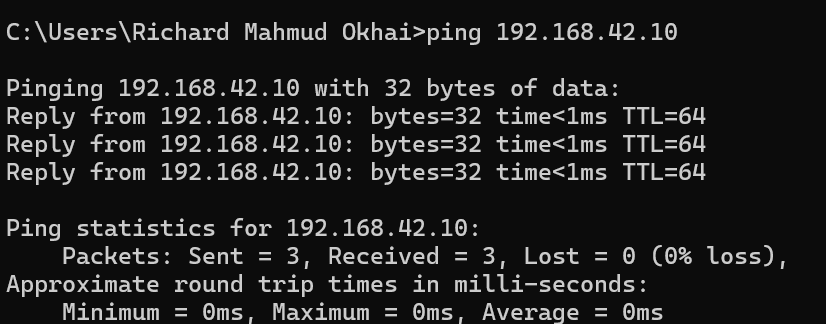 C:\Users\Richard Mahmud Okhai>ping 192.168.42.10
Pinging 192.168.42.10 with 32 bytes of data:
Reply from 192.168.42.10: bytes=32 time<1ms TTL=64
Reply from 192.168.42.10: bytes=32 time<1ms TTL=64
Reply from 192.168.42.10: bytes=32 time<1ms TTL=64
Ping statistics for 192.168.42.10:
    Packets: Sent = 3, Received = 3, Lost = 0 (0% loss),
Approximate round trip times in milli-seconds:
    Minimum = 0ms, Maximum = 0ms, Average = 0ms